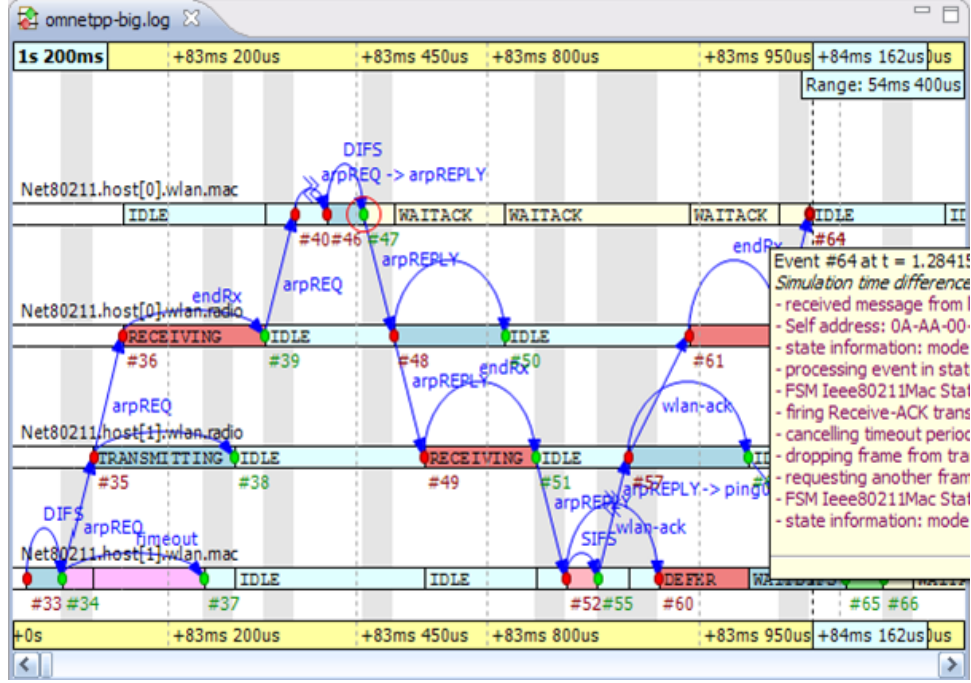 omnetpp-big.log
1s 200ms +83ms 200us +83ms 450us +83ms 800us +83ms 950us +84ms 162us us
Range: 54ms 400us
DIFS
arpREQ -> arpREPLY
Net80211.host[0].wlan.mac
IDLE WAITACK WAITACK WAITACK IDLE
#40 #46 #47 #64
arpREPLY endRx
arpREQ
endRx
Net80211.host[0].wlan.radio
RECEIVING IDLE IDLE
#36 #39 #48 #50 #61
endRx
arpREPLY
arpREQ wlan-ack
Net80211.host[1].wlan.radio
TRANSMITTING IDLE RECEIVING IDLE
#35 #38 #49 #51 #57
arpREPLY arpREPLY -> ping0
DIFS arpREQ wlan-ack
timeout SIFS
Net80211.host[1].wlan.mac
IDLE IDLE DEFER
#33 #34 #37 #52 #55 #60 #65 #66
Event #64 at t = 1.28415
Simulation time difference
- received message from
- Self address: 0A-AA-00-
- state information: mode
- processing event in stat
- FSM Ieee80211Mac Stat
- firing Receive-ACK trans
- cancelling timeout period
- dropping frame from tra
- requesting another fram
- FSM Ieee80211Mac Stat
- state information: mode
+0s +83ms 200us +83ms 450us +83ms 800us +83ms 950us +84ms 162us us